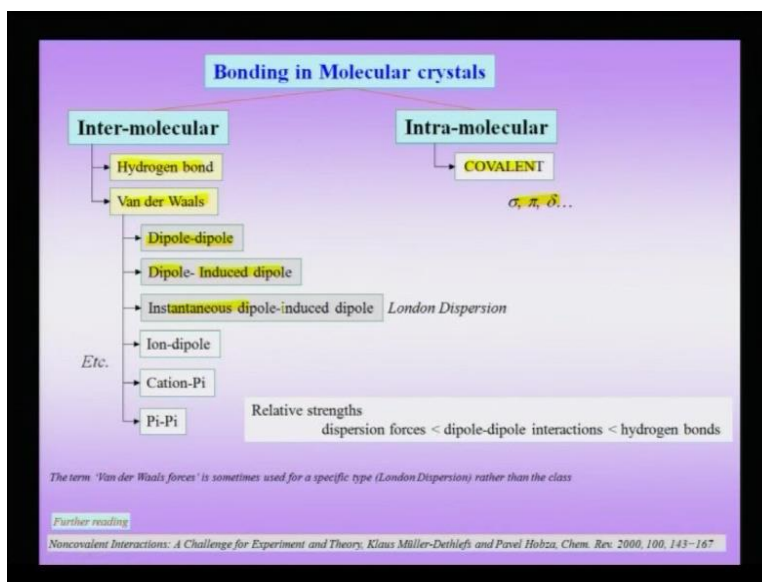 Bonding in Molecular crystals
Inter-molecular
Hydrogen bond
Van der Waals
Dipole-dipole
Dipole- Induced dipole
Instantaneous dipole-induced dipole London Dispersion
Ion-dipole
Etc.
Cation-Pi
Pi-Pi
Intra-molecular
COVALENT
σ, π, δ...
Relative strengths
dispersion forces < dipole-dipole interactions < hydrogen bonds
The term 'Van der Waals forces' is sometimes used for a specific type (London Dispersion) rather than the class
Further reading
Noncovalent Interactions: A Challenge for Experiment and Theory, Klaus Müller-Dethlefs and Pavel Hobza, Chem. Rev. 2000, 100, 143−167